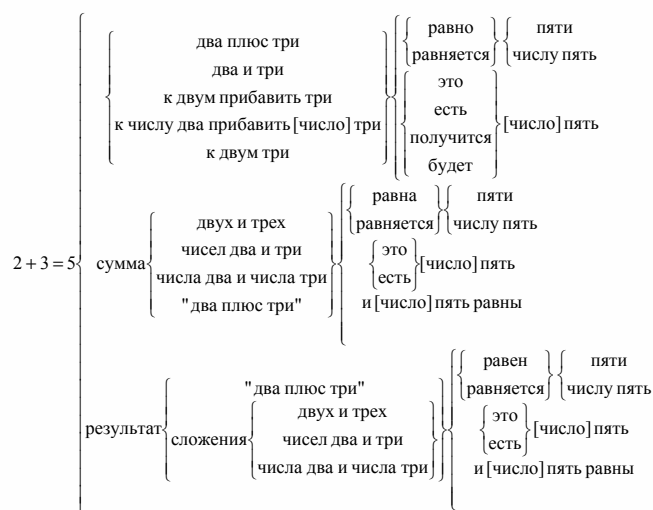 2 + 3 = 5
два плюс три
два и три
к двум прибавить три
к числу два прибавить [число] три
к двум три
равно
равняется
пяти
числу пять
это
есть
получится
будет
[число] пять
сумма
двух и трех
чисел два и три
числа два и числа три
"два плюс три"
равна
равняется
пяти
числу пять
это
есть
[число] пять
и [число] пять равны
результат
"два плюс три"
сложения
двух и трех
чисел два и три
числа два и числа три
равен
равняется
пяти
числу пять
это
есть
[число] пять
и [число] пять равны